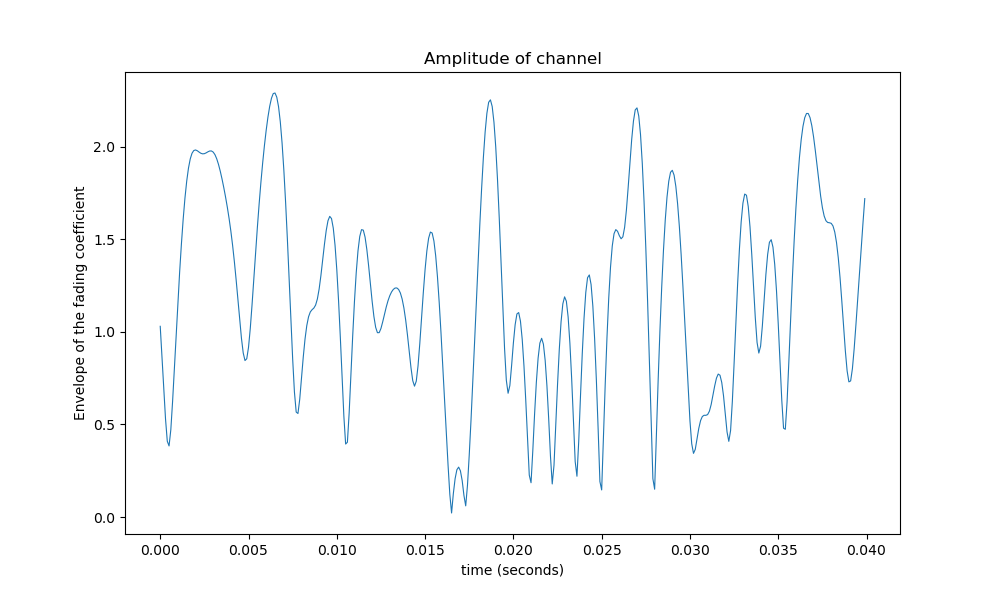 Amplitude of channel
Envelope of the fading coefficient
2.0
1.5
1.0
0.5
0.0
0.000 0.005 0.010 0.015 0.020 0.025 0.030 0.035 0.040
time (seconds)